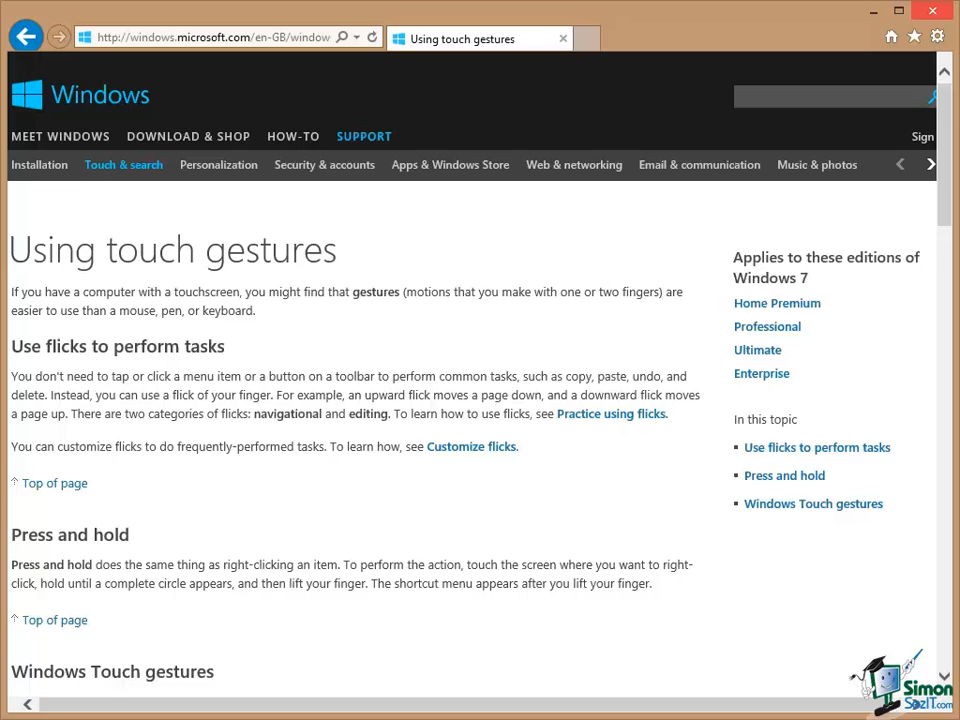 http://windows.microsoft.com/en-GB/window
Using touch gestures
Windows
MEET WINDOWS DOWNLOAD & SHOP HOW-TO SUPPORT
Sign
Installation Touch & search Personalization Security & accounts Apps & Windows Store Web & networking Email & communication Music & photos
Using touch gestures
If you have a computer with a touchscreen, you might find that gestures (motions that you make with one or two fingers) are
easier to use than a mouse, pen, or keyboard.
Use flicks to perform tasks
You don't need to tap or click a menu item or a button on a toolbar to perform common tasks, such as copy, paste, undo, and
delete. Instead, you can use a flick of your finger. For example, an upward flick moves a page down, and a downward flick moves
a page up. There are two categories of flicks: navigational and editing. To learn how to use flicks, see Practice using flicks.
You can customize flicks to do frequently-performed tasks. To learn how, see Customize flicks.
Top of page
Press and hold
Press and hold does the same thing as right-clicking an item. To perform the action, touch the screen where you want to right-
click, hold until a complete circle appears, and then lift your finger. The shortcut menu appears after you lift your finger.
Top of page
Windows Touch gestures
Applies to these editions of
Windows 7
Home Premium
Professional
Ultimate
Enterprise
In this topic
Use flicks to perform tasks
Press and hold
Windows Touch gestures
Simon
SezIT.com